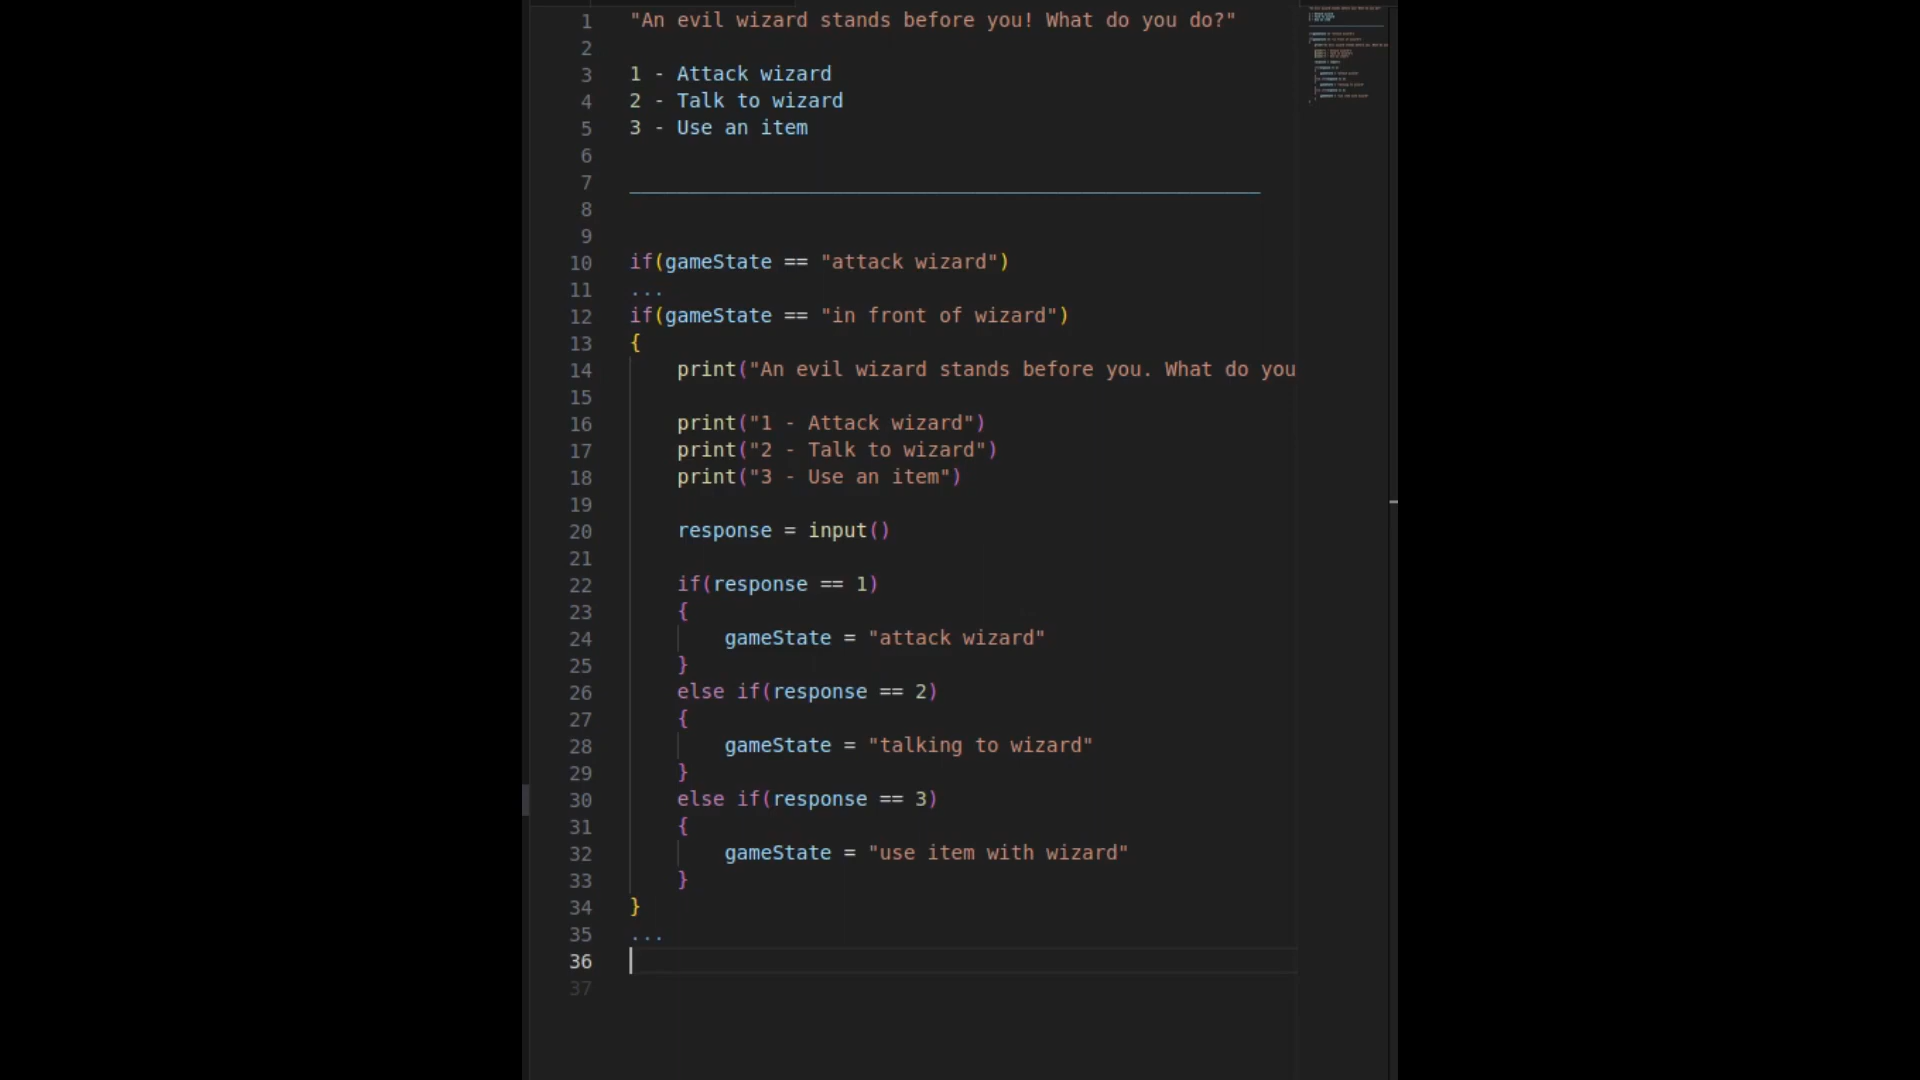 1 "An evil wizard stands before you! What do you do?"
2
3 1 - Attack wizard
4 2 - Talk to wizard
5 3 - Use an item
6
7 _____________________________________________________
8
9
10 if(gameState == "attack wizard")
11 ...
12 if(gameState == "in front of wizard")
13 {
14 print("An evil wizard stands before you. What do you
15
16 print("1 - Attack wizard")
17 print("2 - Talk to wizard")
18 print("3 - Use an item")
19
20 response = input()
21
22 if(response == 1)
23 {
24 gameState = "attack wizard"
25 }
26 else if(response == 2)
27 {
28 gameState = "talking to wizard"
29 }
30 else if(response == 3)
31 {
32 gameState = "use item with wizard"
33 }
34 }
35 ...
36
37